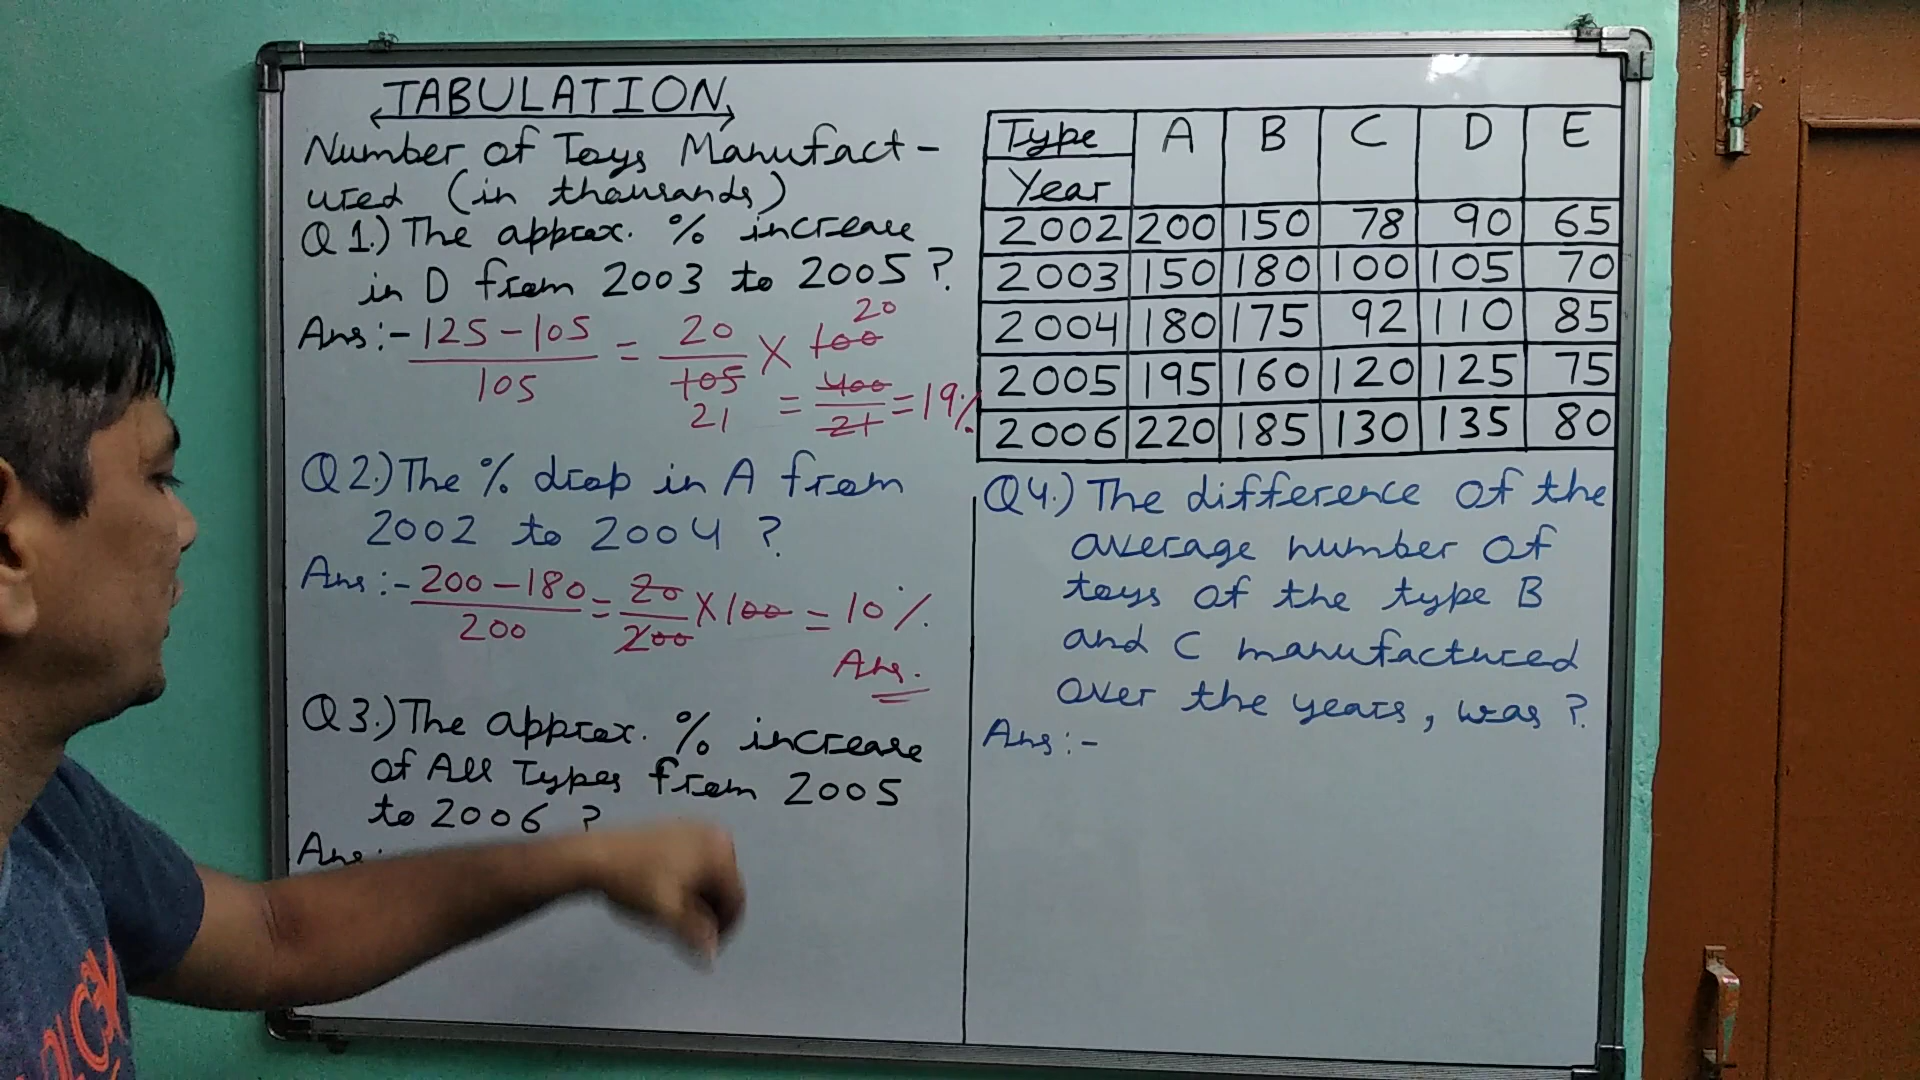 TABULATION
Number of Toys Manufact-
ured (in thousands)
Q1.) The approx. % increase
in D from 2003 to 2005 ?
Ans:- 125-105 / 105 = 20 / 105 21 X 100 20
= 400 / 21 = 19%
Q2.) The % drop in A from
2002 to 2004 ?
Ans:- 200-180 / 200 = 20 / 200 X 100 = 10%
Ans.
Q3.) The approx. % increase
of All Types from 2005
to 2006 ?
Ans:
Type A B C D E
Year
2002 200 150 78 90 65
2003 150 180 100 105 70
2004 180 175 92 110 85
2005 195 160 120 125 75
2006 220 185 130 135 80
Q4.) The difference of the
average number of
toys of the type B
and C manufactured
over the years, was ?
Ans:-